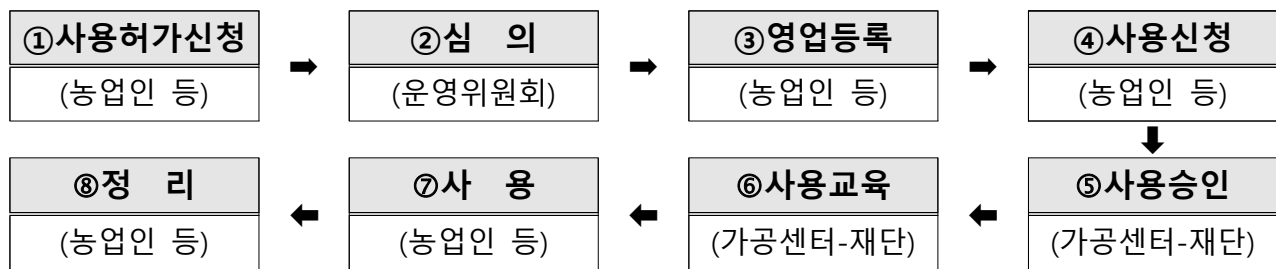 ①사용허가신청 ➡ ②심 의 ➡ ③영업등록 ➡ ④사용신청
(농업인 등) (운영위원회) (농업인 등) (농업인 등)
⬇
⑧정 리 ⬅ ⑦사 용 ⬅ ⑥사용교육 ⬅ ⑤사용승인
(농업인 등) (농업인 등) (가공센터-재단) (가공센터-재단)